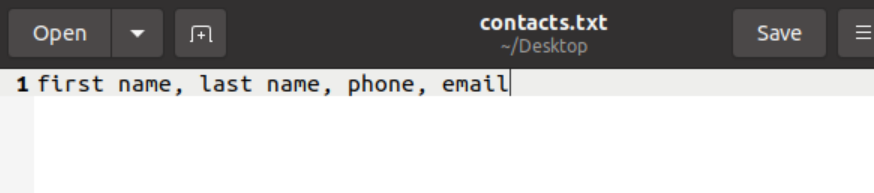 Open
contacts.txt
~/Desktop
Save
1 first name, last name, phone, email